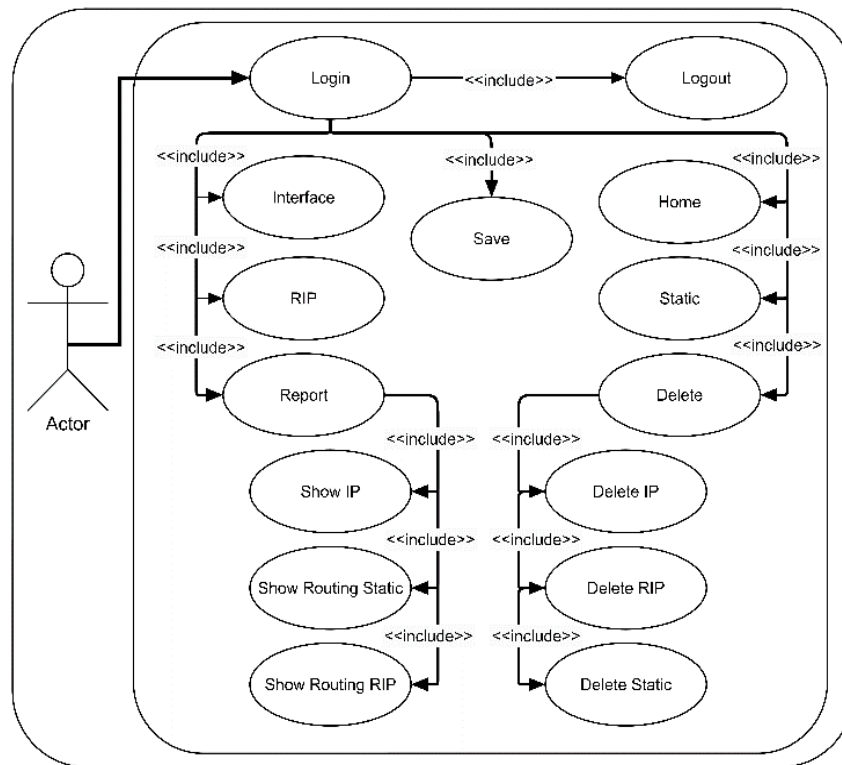 Login
<<include>>
Logout
<<include>>
<<include>>
<<include>>
Interface
Save
Home
<<include>>
<<include>>
RIP
Static
<<include>>
<<include>>
Report
Delete
Actor
<<include>>
<<include>>
Show IP
Delete IP
<<include>>
<<include>>
Show Routing Static
Delete RIP
<<include>>
<<include>>
Show Routing RIP
Delete Static